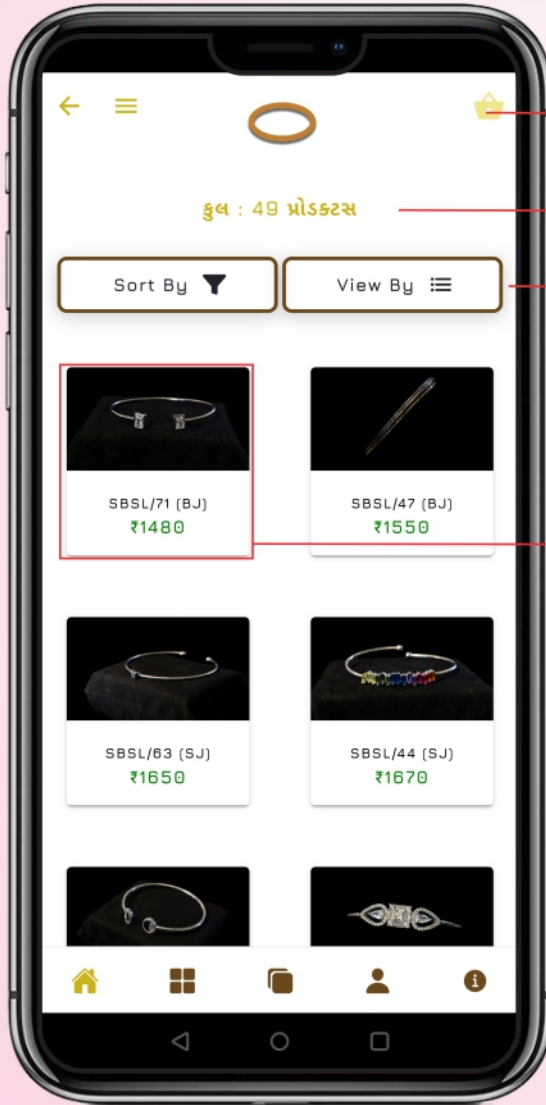 કુલ : 49 પ્રોડક્ટસ
Sort By
View By
SBSL/71 (BJ)
₹1480
SBSL/47 (BJ)
₹1550
SBSL/63 (SJ)
₹1650
SBSL/44 (SJ)
₹1670